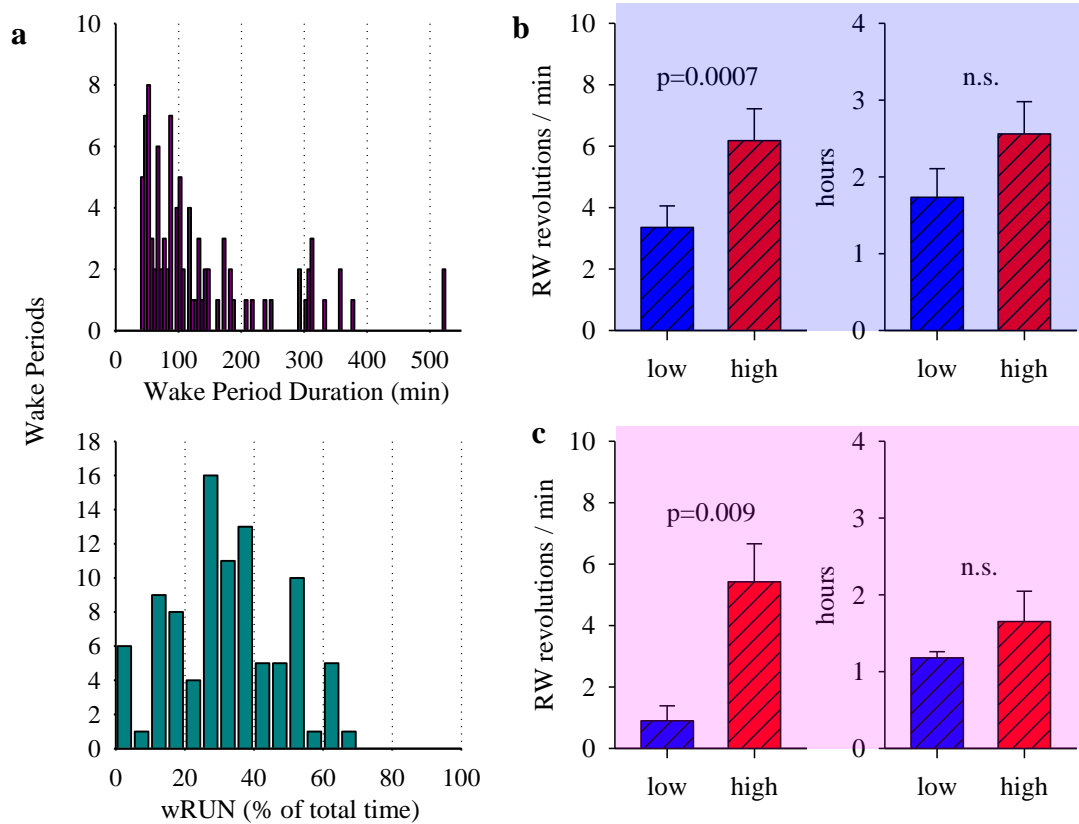 a
10
8
6
4
2
0
0 100 200 300 400 500
Wake Period Duration (min)
Wake Periods
18
16
14
12
10
8
6
4
2
0
0 20 40 60 80 100
wRUN (% of total time)
b
RW revolutions / min
10
8
6
4
2
0
p=0.0007
low high
hours
4
3
2
1
0
n.s.
low high
c
RW revolutions / min
10
8
6
4
2
0
p=0.009
low high
hours
4
3
2
1
0
n.s.
low high